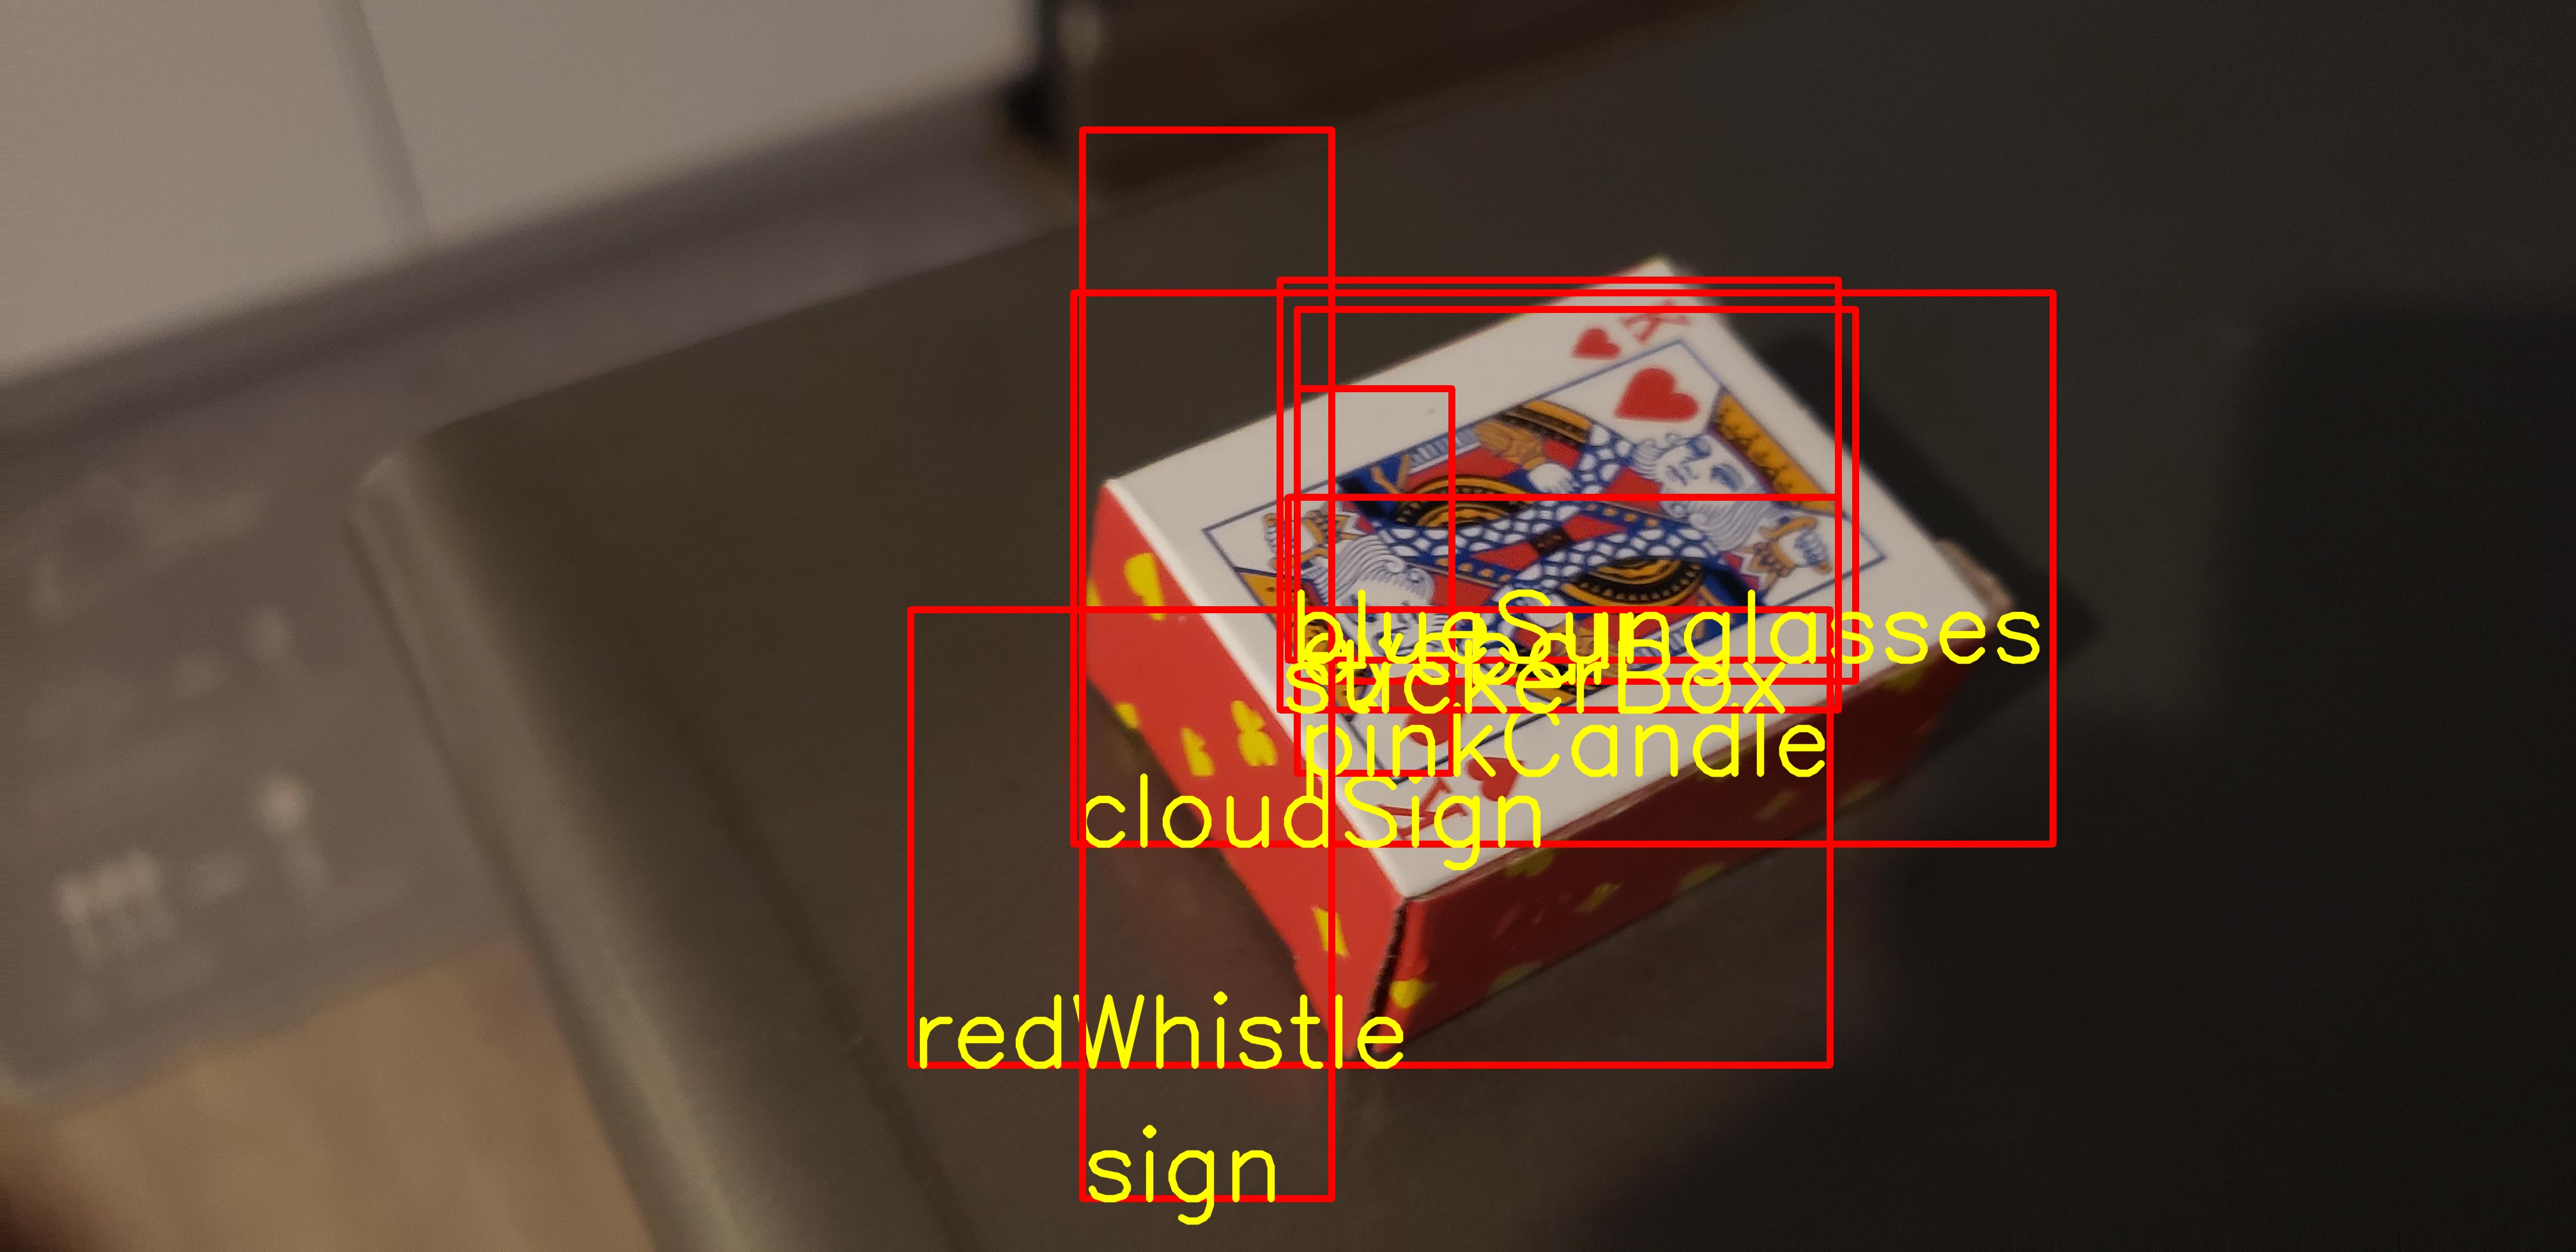 K
blueSunglasses
stickerBox
pinkCandle
cloudSign
K
redWhistle
sign